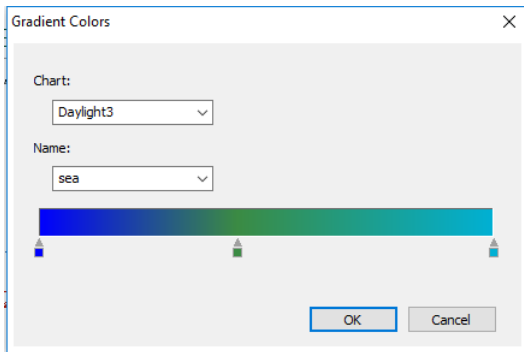 Gradient Colors
Chart:
Daylight3
Name:
sea
OK
Cancel